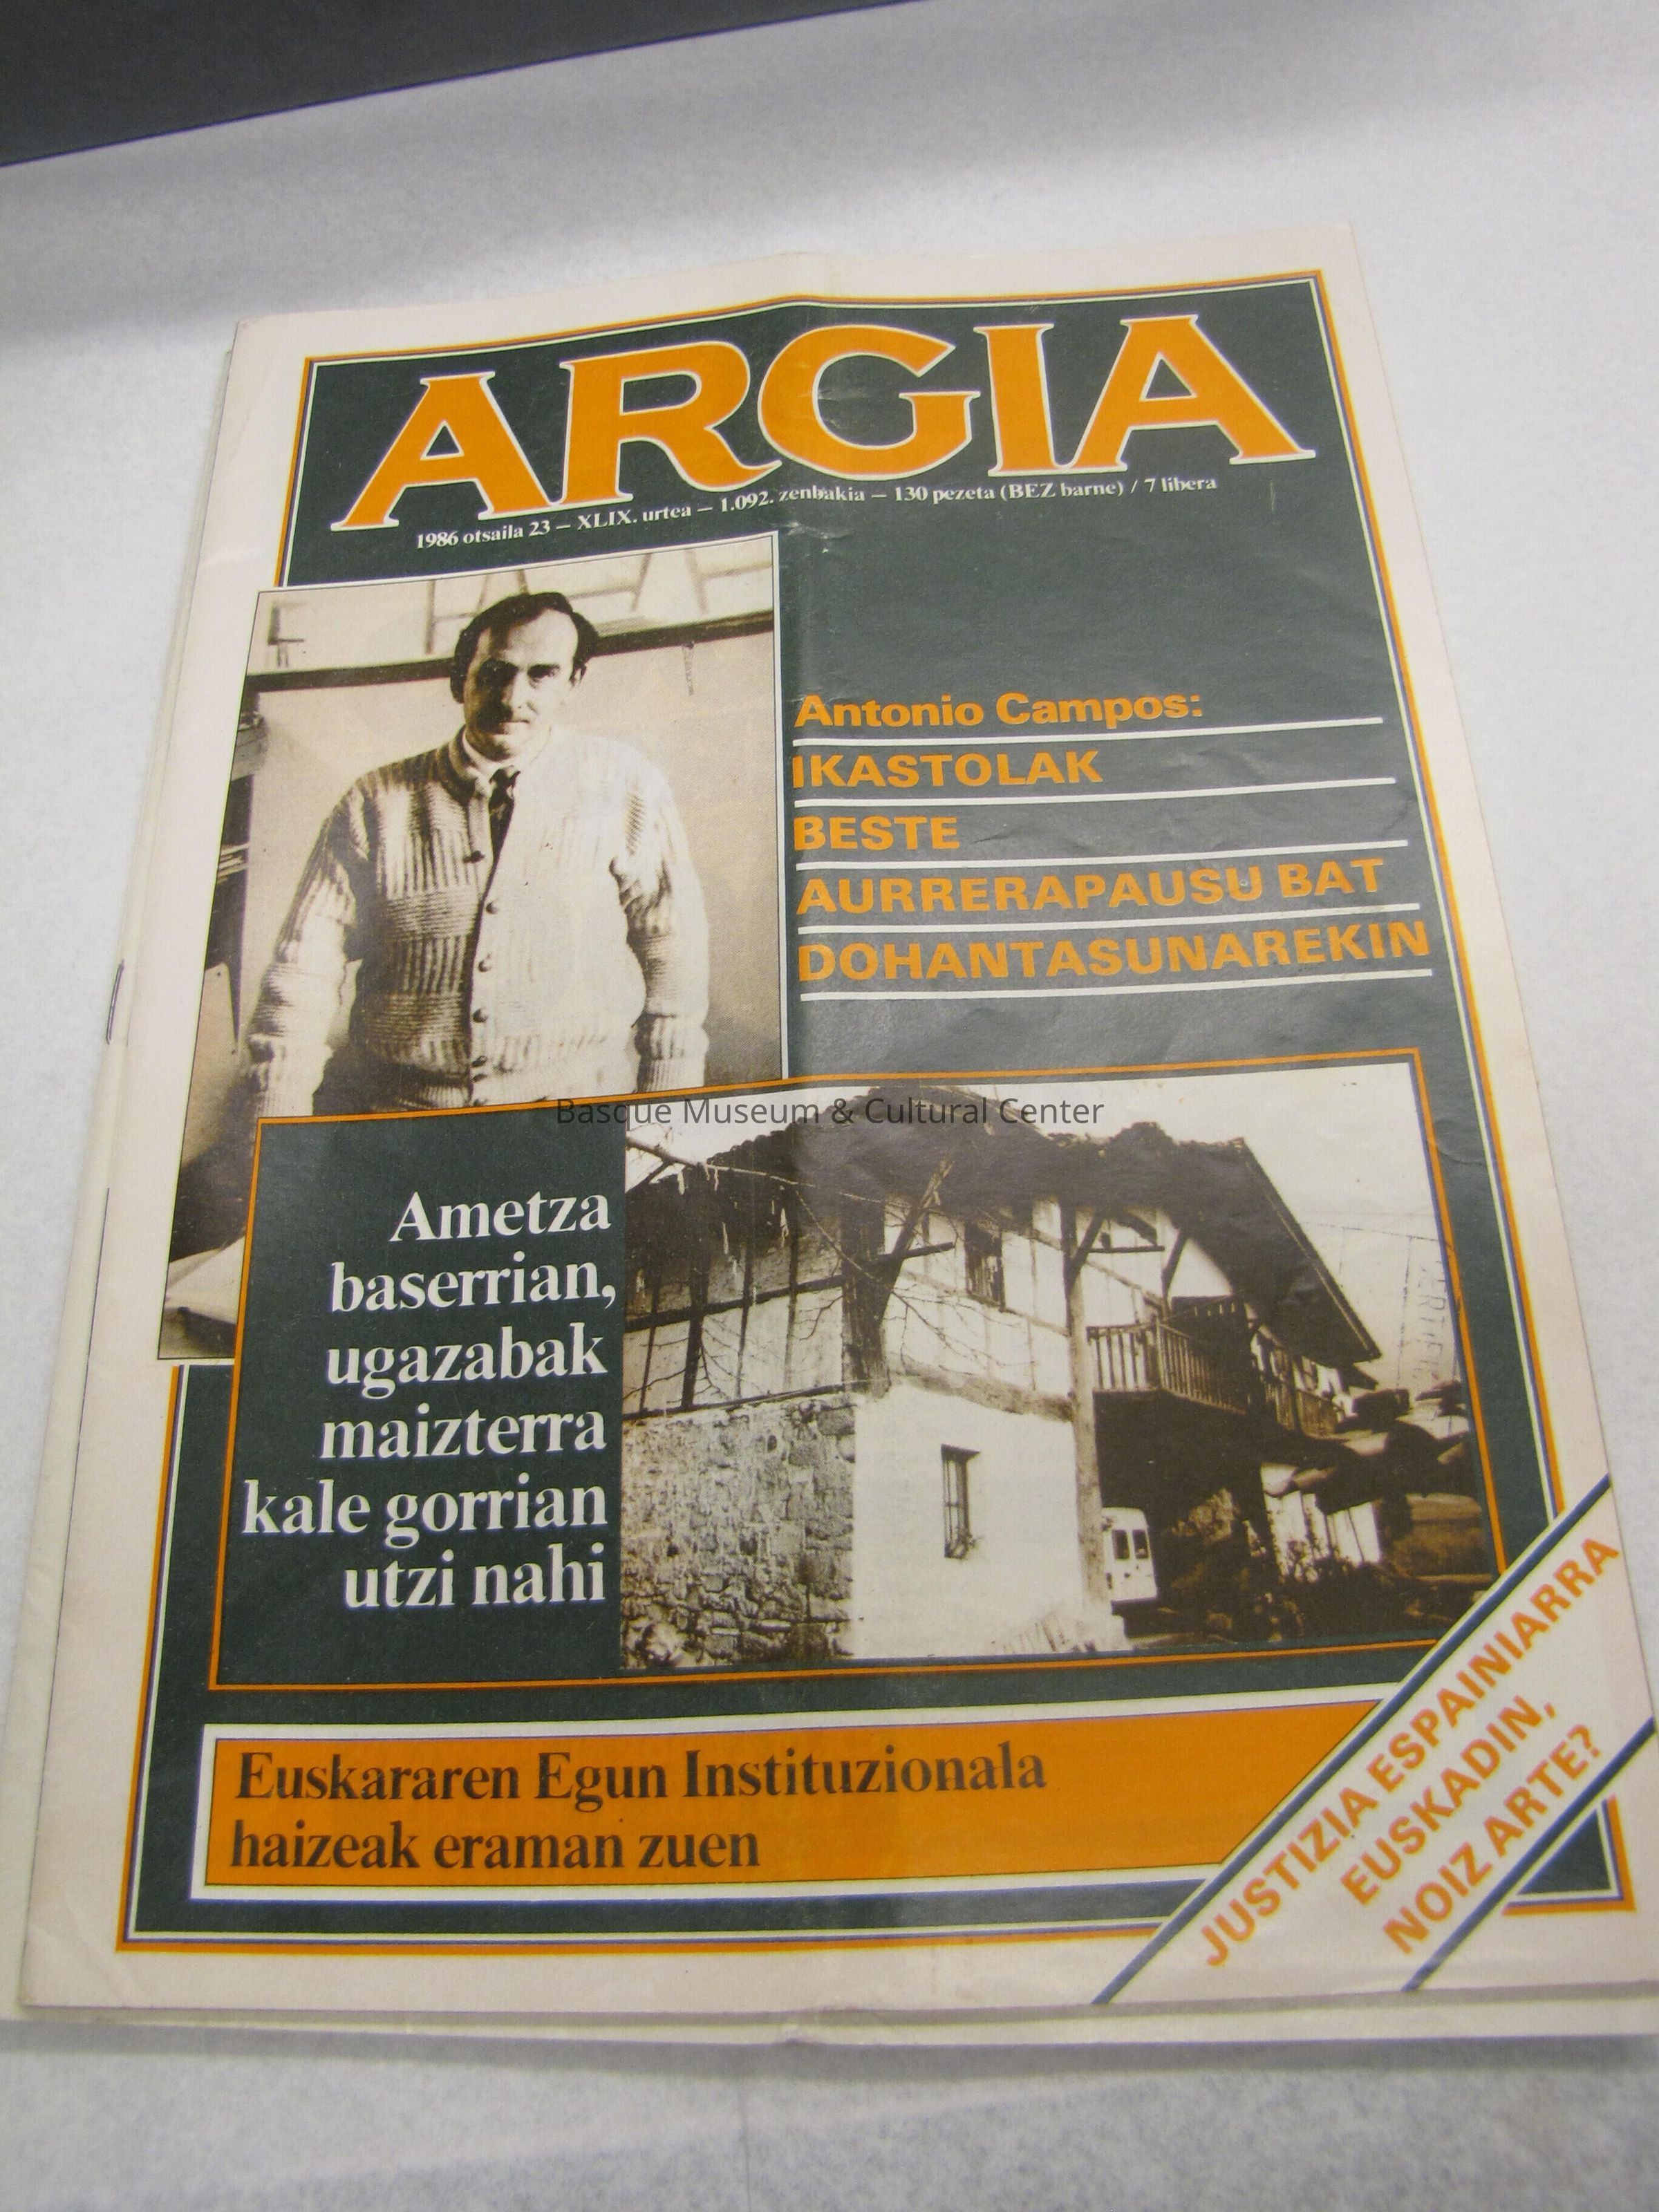 ARGIA
1986 otsaila 23 – XLIX. urtea – 1.092. zenbakia – 130 pezeta (BEZ barne) / 7 libera
Antonio Campos:
IKASTOLAK
BESTE
AURRERAPAUSU BAT
DOHANTASUNAREKIN
Basque Museum & Cultural Center
Ametza
baserrian,
ugazabak
maizterra
kale gorrian
utzi nahi
Euskararen Egun Instituzionala
haizeak eraman zuen
JUSTIZIA ESPAINIARRA
EUSKADIN,
NOIZ ARTE?